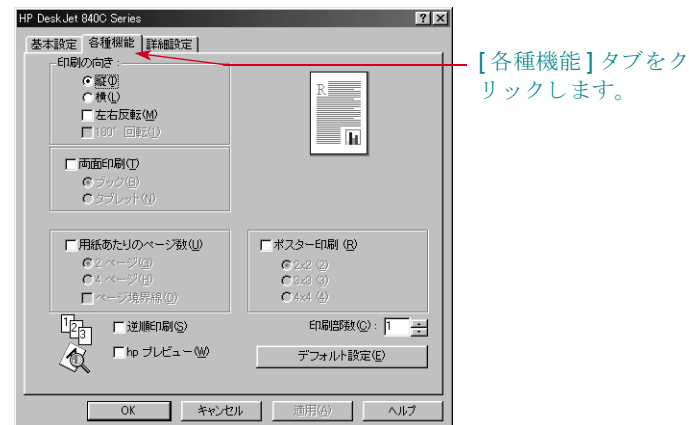 HP DeskJet 840C Series
基本設定 各種機能 詳細設定
印刷の向き：
縦(I)
横(L)
左右反転(M)
180° 回転(1)
R
両面印刷(T)
ブック(B)
タブレット(N)
用紙あたりのページ数(U)
2 ページ(G)
4 ページ(H)
ページ境界線(D)
ポスター印刷 (R)
2x2 (2)
3x3 (3)
4x4 (4)
1 2 3
逆順印刷(S)
印刷部数(C)： 1
hp プレビュー(W)
デフォルト設定(E)
OK キャンセル 適用(A) ヘルプ
[各種機能]タブをク
リックします。